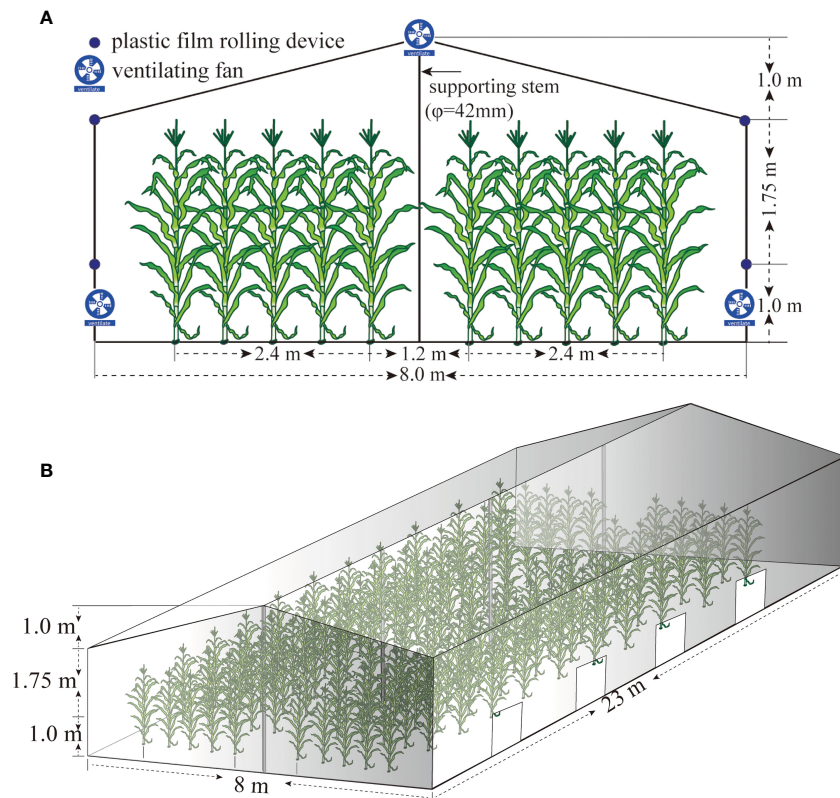 A
plastic film rolling device
ventilate
ventilating fan
ventilate
supporting stem
(φ=42mm)
1.0 m
1.75 m
1.0 m
ventilate
ventilate
2.4 m
1.2 m
2.4 m
8.0 m
B
1.0 m
1.75 m
1.0 m
8 m
23 m